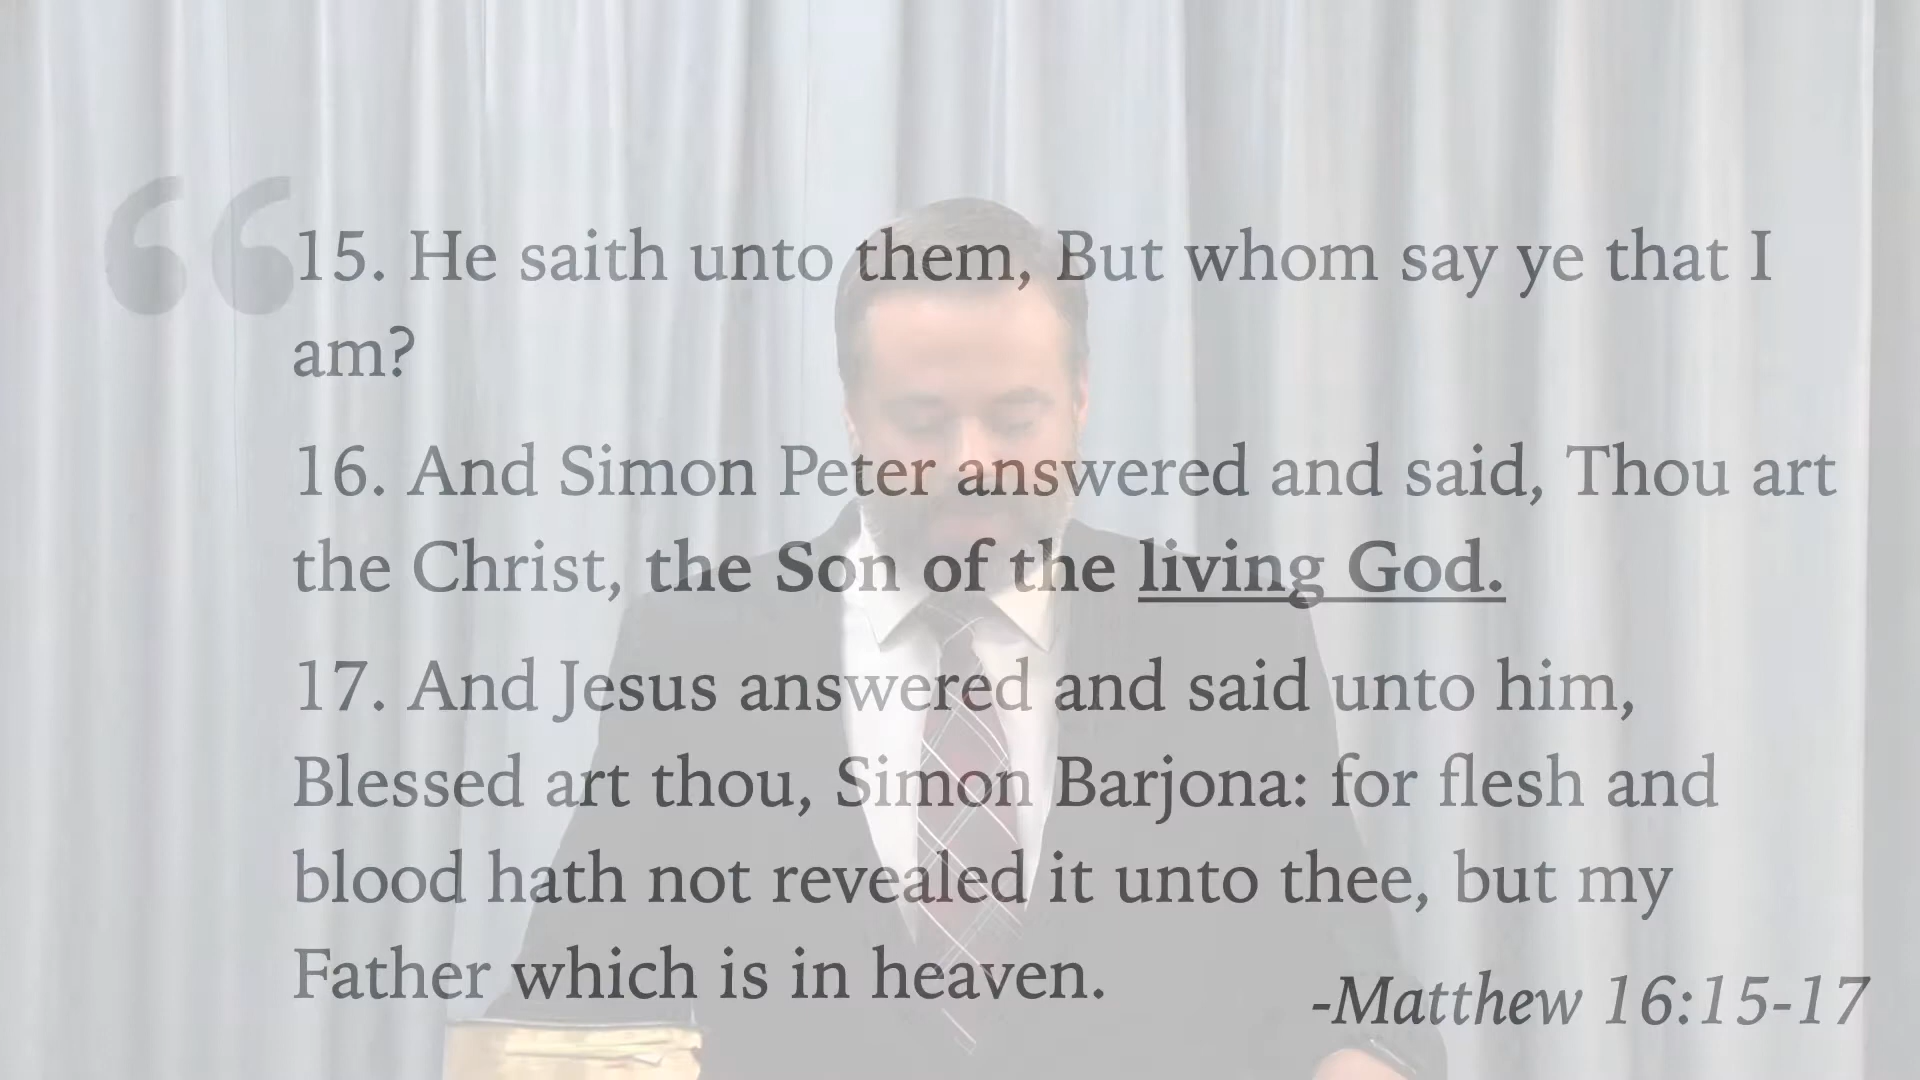 “
15. He saith unto them, But whom say ye that I
am?
16. And Simon Peter answered and said, Thou art
the Christ, the Son of the living God.
17. And Jesus answered and said unto him,
Blessed art thou, Simon Barjona: for flesh and
blood hath not revealed it unto thee, but my
Father which is in heaven.
-Matthew 16:15-17